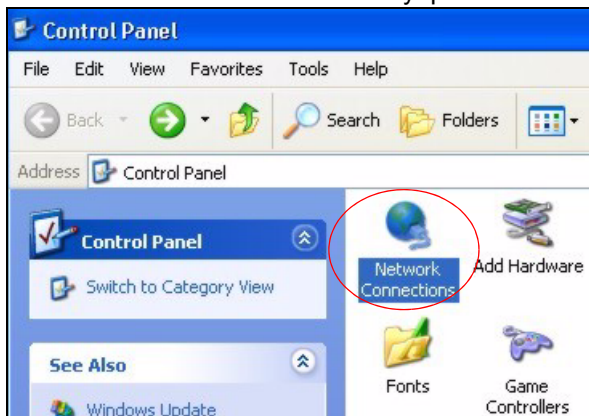 Control Panel
File Edit View Favorites Tools Help
Back Search Folders
Address Control Panel
Control Panel
Switch to Category View
See Also
Windows Update
Network
Connections
Add Hardware
Fonts
Game
Controllers